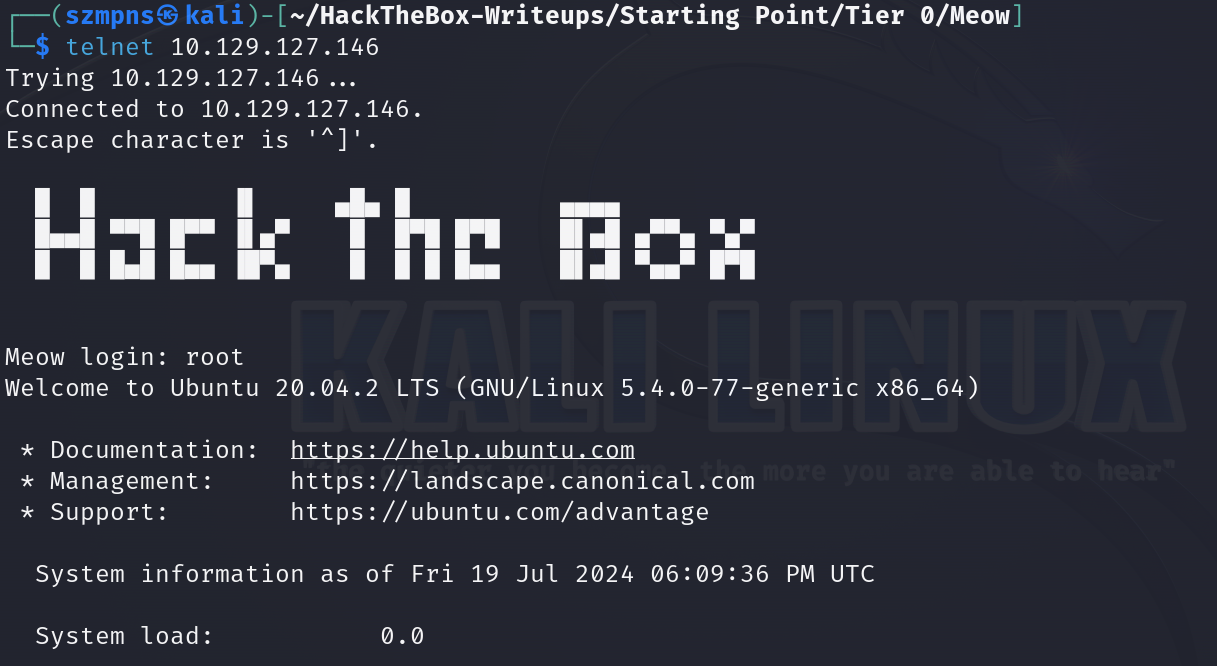 ┌──(szmpns㉿kali)-[~/HackTheBox-Writeups/Starting Point/Tier 0/Meow]
└─$ telnet 10.129.127.146
Trying 10.129.127.146...
Connected to 10.129.127.146.
Escape character is '^]'.
Hack the Box
KALI LINUX
Meow login: root
Welcome to Ubuntu 20.04.2 LTS (GNU/Linux 5.4.0-77-generic x86_64)
* Documentation:  https://help.ubuntu.com
"the quieter you become, the more you are able to hear"
* Management:     https://landscape.canonical.com
* Support:        https://ubuntu.com/advantage
System information as of Fri 19 Jul 2024 06:09:36 PM UTC
System load:           0.0